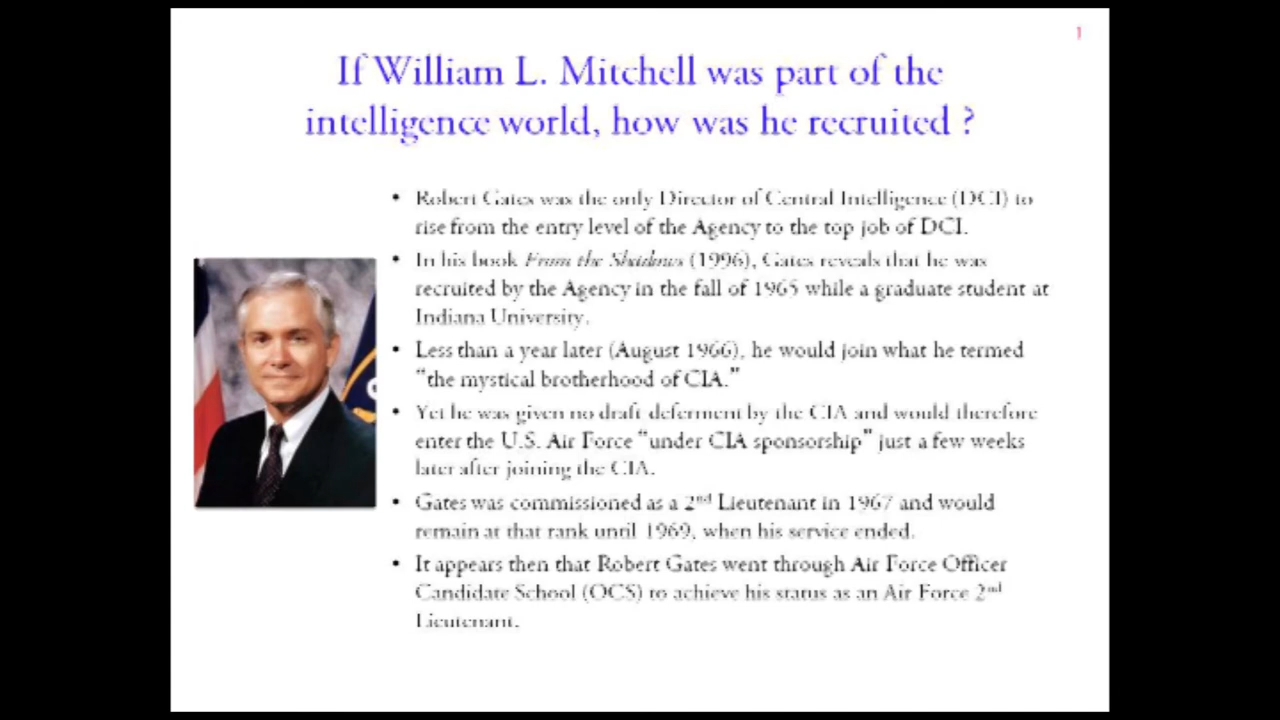 1
If William L. Mitchell was part of the
intelligence world, how was he recruited ?
• Robert Gates was the only Director of Central Intelligence (DCI) to
rise from the entry level of the Agency to the top job of DCI.
• In his book From the Shadows (1996), Gates reveals that he was
recruited by the Agency in the fall of 1965 while a graduate student at
Indiana University.
• Less than a year later (August 1966), he would join what he termed
“the mystical brotherhood of CIA.”
• Yet he was given no draft deferment by the CIA and would therefore
enter the U.S. Air Force “under CIA sponsorship” just a few weeks
later after joining the CIA.
• Gates was commissioned as a 2nd Lieutenant in 1967 and would
remain at that rank until 1969, when his service ended.
• It appears then that Robert Gates went through Air Force Officer
Candidate School (OCS) to achieve his status as an Air Force 2nd
Lieutenant.